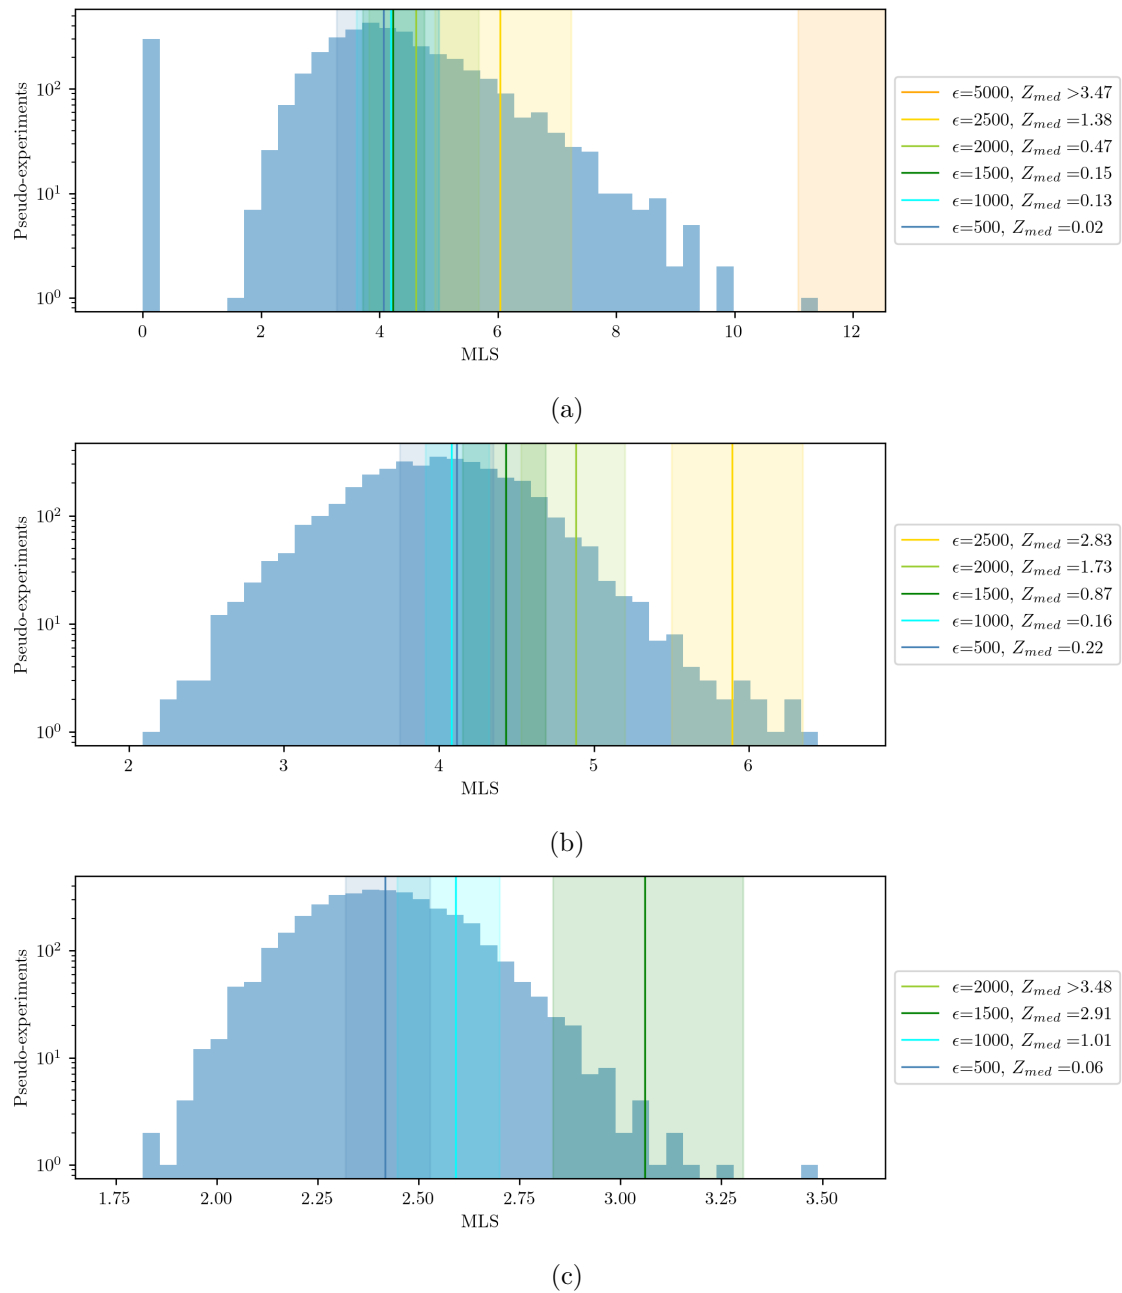 Pseudo-experiments
10^2
10^1
10^0
0 2 4 6 8 10 12
MLS
ϵ=5000, Z_med >3.47
ϵ=2500, Z_med =1.38
ϵ=2000, Z_med =0.47
ϵ=1500, Z_med =0.15
ϵ=1000, Z_med =0.13
ϵ=500, Z_med =0.02
(a)
Pseudo-experiments
10^2
10^1
10^0
2 3 4 5 6
MLS
ϵ=2500, Z_med =2.83
ϵ=2000, Z_med =1.73
ϵ=1500, Z_med =0.87
ϵ=1000, Z_med =0.16
ϵ=500, Z_med =0.22
(b)
Pseudo-experiments
10^2
10^1
10^0
1.75 2.00 2.25 2.50 2.75 3.00 3.25 3.50
MLS
ϵ=2000, Z_med >3.48
ϵ=1500, Z_med =2.91
ϵ=1000, Z_med =1.01
ϵ=500, Z_med =0.06
(c)